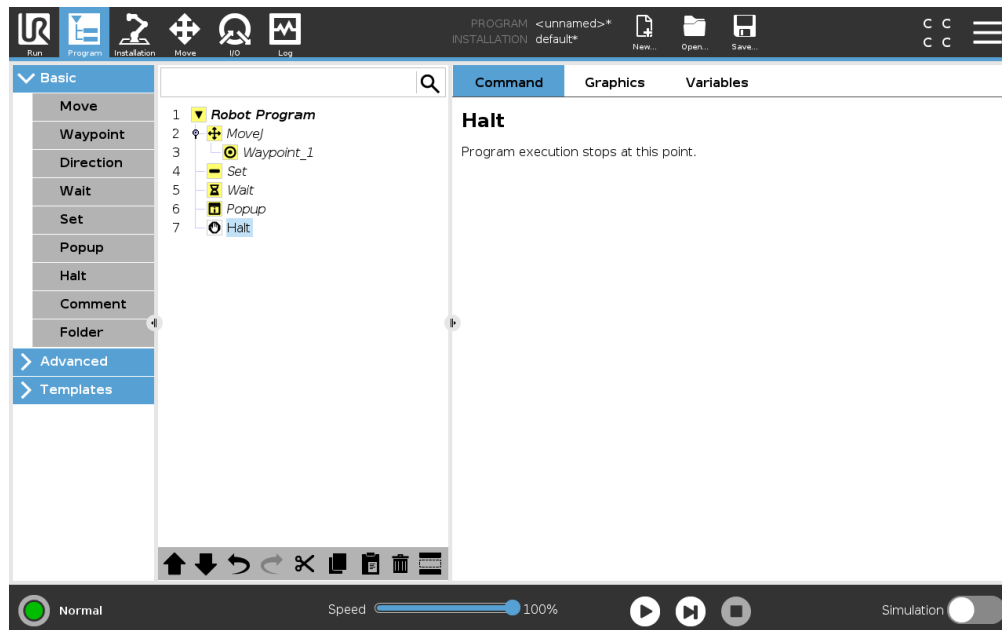 UR
PROGRAM <unnamed>*
INSTALLATION default*
C C
C C
Run Program Installation Move I/O Log New... Open... Save...
Basic
Move
Waypoint
Direction
Wait
Set
Popup
Halt
Comment
Folder
Advanced
Templates
1 Robot Program
2 MoveJ
3 Waypoint_1
4 Set
5 Wait
6 Popup
7 Halt
Command Graphics Variables
Halt
Program execution stops at this point.
Normal
Speed 100%
Simulation